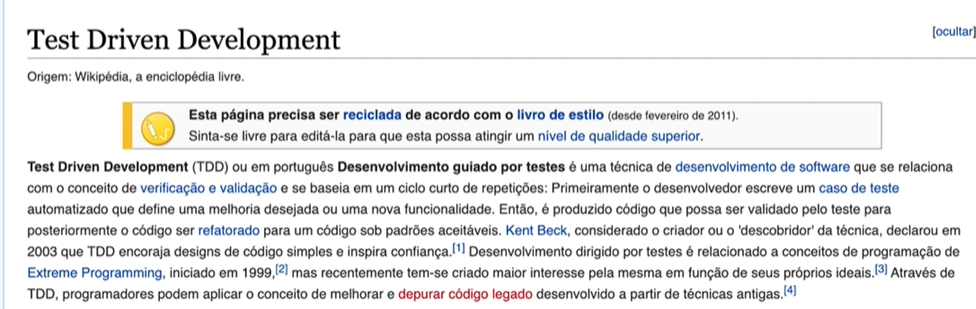 Test Driven Development
[ocultar]
Origem: Wikipédia, a enciclopédia livre.
Esta página precisa ser reciclada de acordo com o livro de estilo (desde fevereiro de 2011).
Sinta-se livre para editá-la para que esta possa atingir um nível de qualidade superior.
Test Driven Development (TDD) ou em português Desenvolvimento guiado por testes é uma técnica de desenvolvimento de software que se relaciona
com o conceito de verificação e validação e se baseia em um ciclo curto de repetições: Primeiramente o desenvolvedor escreve um caso de teste
automatizado que define uma melhoria desejada ou uma nova funcionalidade. Então, é produzido código que possa ser validado pelo teste para
posteriormente o código ser refatorado para um código sob padrões aceitáveis. Kent Beck, considerado o criador ou o 'descobridor' da técnica, declarou em
2003 que TDD encoraja designs de código simples e inspira confiança.[1] Desenvolvimento dirigido por testes é relacionado a conceitos de programação de
Extreme Programming, iniciado em 1999,[2] mas recentemente tem-se criado maior interesse pela mesma em função de seus próprios ideais.[3] Através de
TDD, programadores podem aplicar o conceito de melhorar e depurar código legado desenvolvido a partir de técnicas antigas.[4]